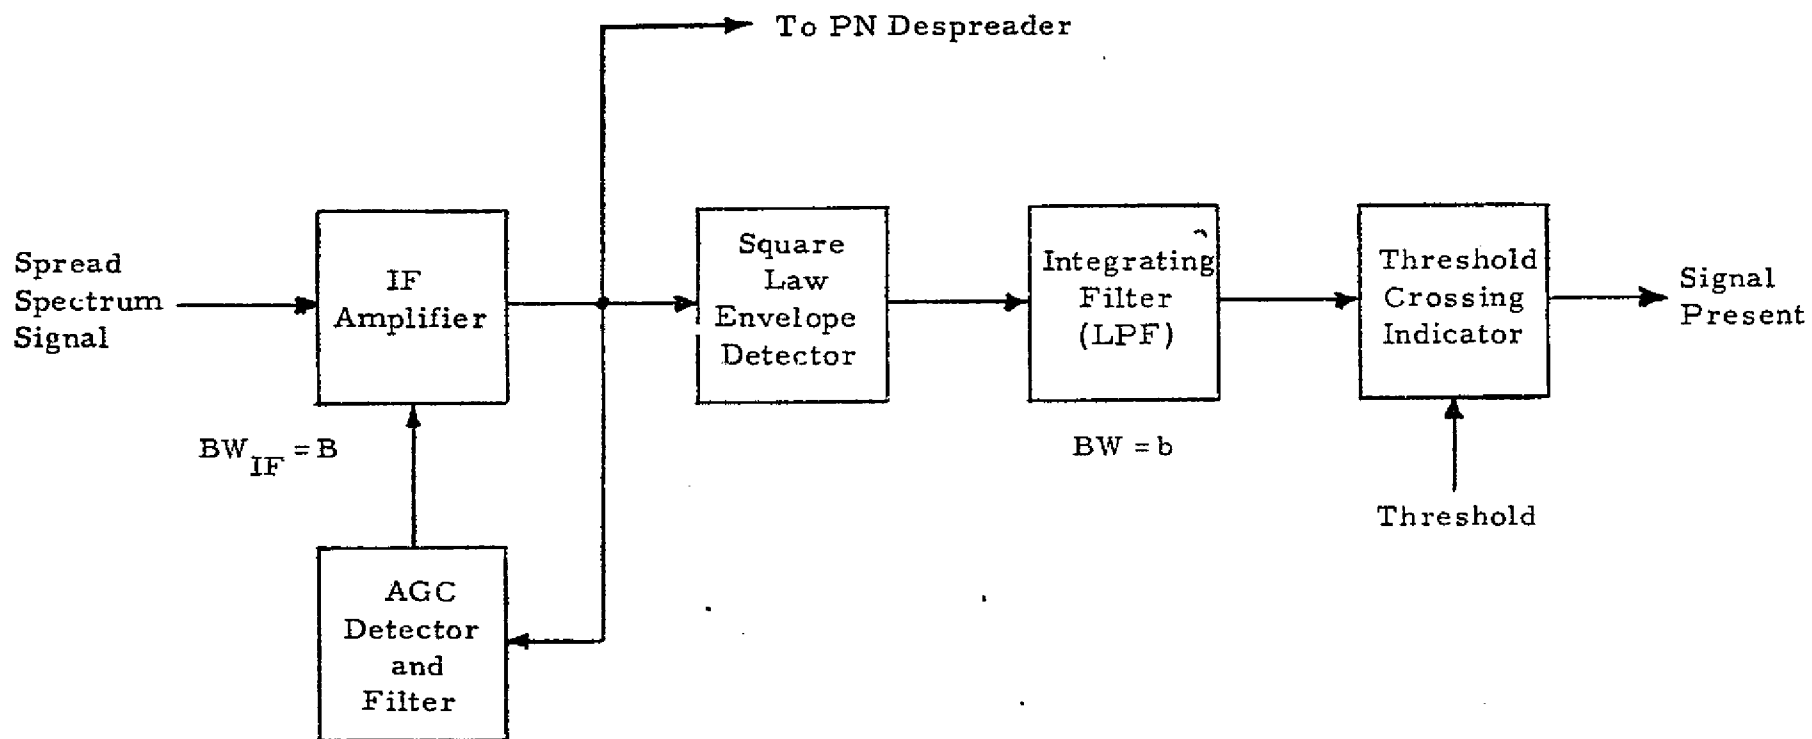 To PN Despreader
Spread
Spectrum
Signal
IF
Amplifier
Square
Law
Envelope
Detector
Integrating
Filter
(LPF)
Threshold
Crossing
Indicator
Signal
Present
BW_IF = B
BW = b
Threshold
AGC
Detector
and
Filter